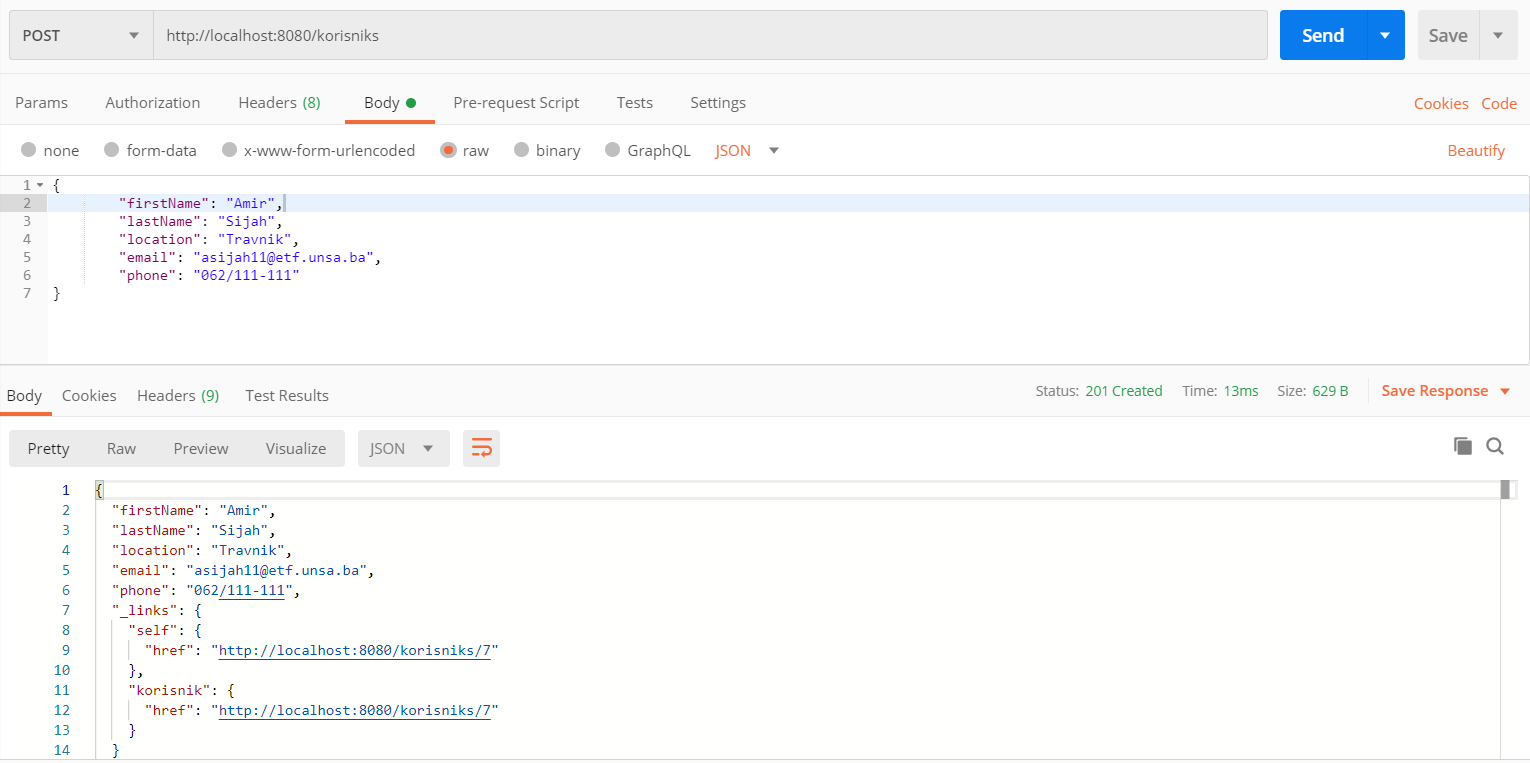 POST http://localhost:8080/korisniks Send Save
Params Authorization Headers (8) Body Pre-request Script Tests Settings Cookies Code
none form-data x-www-form-urlencoded raw binary GraphQL JSON Beautify
1 {
2 "firstName": "Amir",
3 "lastName": "Sijah",
4 "location": "Travnik",
5 "email": "asijah11@etf.unsa.ba",
6 "phone": "062/111-111"
7 }
Body Cookies Headers (9) Test Results Status: 201 Created Time: 13ms Size: 629 B Save Response
Pretty Raw Preview Visualize JSON
1 {
2 "firstName": "Amir",
3 "lastName": "Sijah",
4 "location": "Travnik",
5 "email": "asijah11@etf.unsa.ba",
6 "phone": "062/111-111",
7 "_links": {
8 "self": {
9 "href": "http://localhost:8080/korisniks/7"
10 },
11 "korisnik": {
12 "href": "http://localhost:8080/korisniks/7"
13 }
14 }